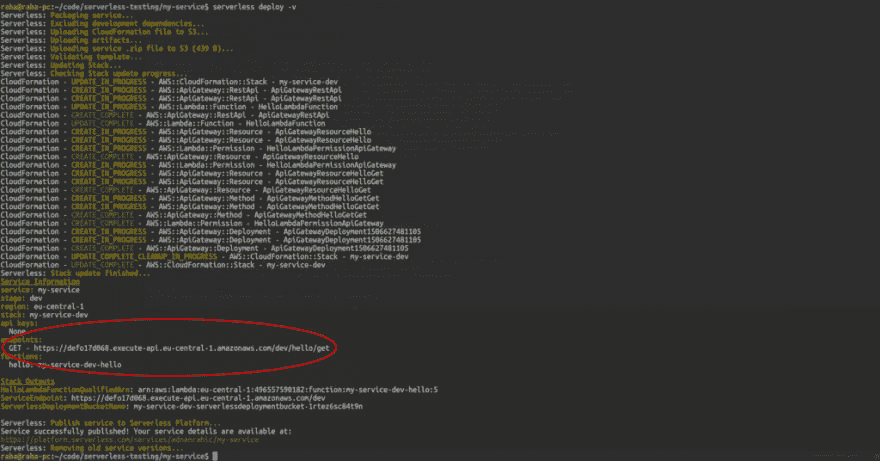 raha@raha-pc:~/code/serverless-testing/my-service$ serverless deploy -v
Serverless: Packaging service...
Serverless: Excluding development dependencies...
Serverless: Uploading CloudFormation file to S3...
Serverless: Uploading artifacts...
Serverless: Uploading service .zip file to S3 (439 B)...
Serverless: Validating template...
Serverless: Updating Stack...
Serverless: Checking Stack update progress...
CloudFormation - UPDATE_IN_PROGRESS - AWS::CloudFormation::Stack - my-service-dev
CloudFormation - CREATE_IN_PROGRESS - AWS::ApiGateway::RestApi - ApiGatewayRestApi
CloudFormation - CREATE_IN_PROGRESS - AWS::ApiGateway::RestApi - ApiGatewayRestApi
CloudFormation - UPDATE_IN_PROGRESS - AWS::Lambda::Function - HelloLambdaFunction
CloudFormation - CREATE_COMPLETE - AWS::ApiGateway::RestApi - ApiGatewayRestApi
CloudFormation - UPDATE_COMPLETE - AWS::Lambda::Function - HelloLambdaFunction
CloudFormation - CREATE_IN_PROGRESS - AWS::ApiGateway::Resource - ApiGatewayResourceHello
CloudFormation - CREATE_IN_PROGRESS - AWS::Lambda::Permission - HelloLambdaPermissionApiGateway
CloudFormation - CREATE_IN_PROGRESS - AWS::ApiGateway::Resource - ApiGatewayResourceHello
CloudFormation - CREATE_COMPLETE - AWS::ApiGateway::Resource - ApiGatewayResourceHello
CloudFormation - CREATE_IN_PROGRESS - AWS::Lambda::Permission - HelloLambdaPermissionApiGateway
CloudFormation - CREATE_IN_PROGRESS - AWS::ApiGateway::Resource - ApiGatewayResourceHelloGet
CloudFormation - CREATE_IN_PROGRESS - AWS::ApiGateway::Resource - ApiGatewayResourceHelloGet
CloudFormation - CREATE_COMPLETE - AWS::ApiGateway::Resource - ApiGatewayResourceHelloGet
CloudFormation - CREATE_IN_PROGRESS - AWS::ApiGateway::Method - ApiGatewayMethodHelloGetGet
CloudFormation - CREATE_IN_PROGRESS - AWS::ApiGateway::Method - ApiGatewayMethodHelloGetGet
CloudFormation - CREATE_COMPLETE - AWS::ApiGateway::Method - ApiGatewayMethodHelloGetGet
CloudFormation - CREATE_COMPLETE - AWS::Lambda::Permission - HelloLambdaPermissionApiGateway
CloudFormation - CREATE_IN_PROGRESS - AWS::ApiGateway::Deployment - ApiGatewayDeployment1506627481105
CloudFormation - CREATE_IN_PROGRESS - AWS::ApiGateway::Deployment - ApiGatewayDeployment1506627481105
CloudFormation - CREATE_COMPLETE - AWS::ApiGateway::Deployment - ApiGatewayDeployment1506627481105
CloudFormation - UPDATE_COMPLETE_CLEANUP_IN_PROGRESS - AWS::CloudFormation::Stack - my-service-dev
CloudFormation - UPDATE_COMPLETE - AWS::CloudFormation::Stack - my-service-dev
Serverless: Stack update finished...
Service Information
service: my-service
stage: dev
region: eu-central-1
stack: my-service-dev
api keys:
None
endpoints:
GET - https://defo17d068.execute-api.eu-central-1.amazonaws.com/dev/hello/get
functions:
hello: my-service-dev-hello
Stack Outputs
HelloLambdaFunctionQualifiedArn: arn:aws:lambda:eu-central-1:496557590182:function:my-service-dev-hello:5
ServiceEndpoint: https://defo17d068.execute-api.eu-central-1.amazonaws.com/dev
ServerlessDeploymentBucketName: my-service-dev-serverlessdeploymentbucket-1rtez6sc64t9n
Serverless: Publish service to Serverless Platform...
Service successfully published! Your service details are available at:
https://platform.serverless.com/services/adnanrahic/my-service
Serverless: Removing old service versions...
raha@raha-pc:~/code/serverless-testing/my-service$